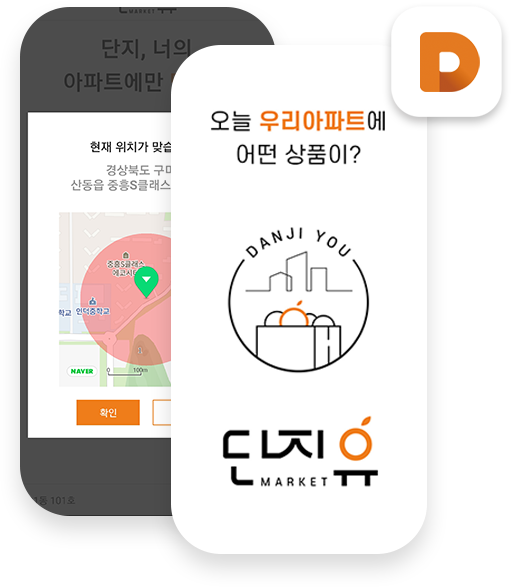 단지, 너의
아파트에만
현재 위치가 맞습
경상북도 구미
산동읍 중흥S클래스
중흥S클래스
에코시티
학교
인덕중학교
NAVER
0
100m
확인
동 101호
오늘 우리아파트에
어떤 상품이?
DANJI YOU
단지유
MARKET